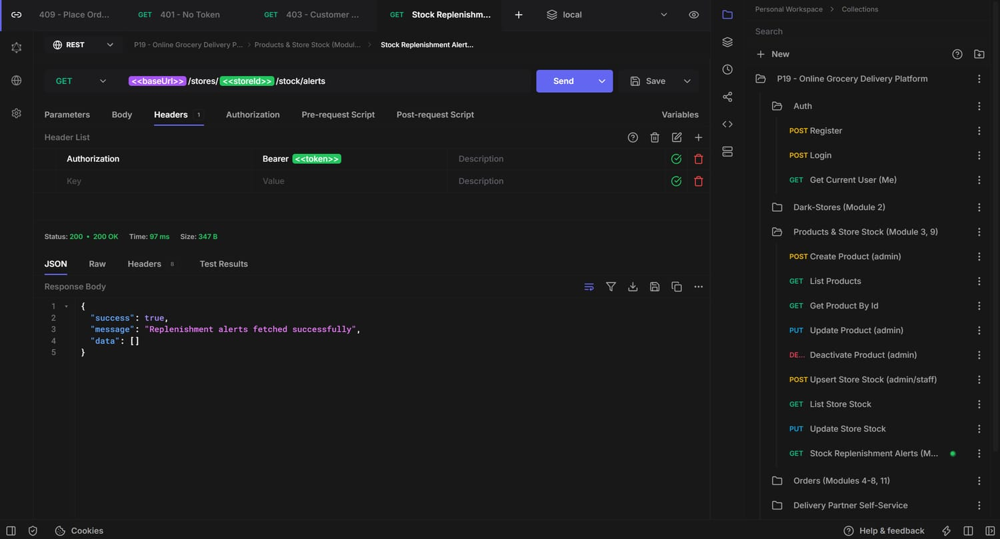 409 - Place Ord...
GET 401 - No Token
GET 403 - Customer ...
GET Stock Replenishm...
local
REST
P19 - Online Grocery Delivery P... > Products & Store Stock (Modul... > Stock Replenishment Alert...
GET
<<baseUrl>>/stores/<<storeId>>/stock/alerts
Send
Save
Parameters
Body
Headers 1
Authorization
Pre-request Script
Post-request Script
Variables
Header List
Authorization
Bearer <<token>>
Description
Key
Value
Description
Status: 200 • 200 OK Time: 97 ms Size: 347 B
JSON
Raw
Headers 8
Test Results
Response Body
1 {
2 "success": true,
3 "message": "Replenishment alerts fetched successfully",
4 "data": []
5 }
Cookies
Personal Workspace > Collections
Search
New
P19 - Online Grocery Delivery Platform
Auth
POST Register
POST Login
GET Get Current User (Me)
Dark-Stores (Module 2)
Products & Store Stock (Module 3, 9)
POST Create Product (admin)
GET List Products
GET Get Product By Id
PUT Update Product (admin)
DE... Deactivate Product (admin)
POST Upsert Store Stock (admin/staff)
GET List Store Stock
PUT Update Store Stock
GET Stock Replenishment Alerts (M...
Orders (Modules 4-8, 11)
Delivery Partner Self-Service
Help & feedback